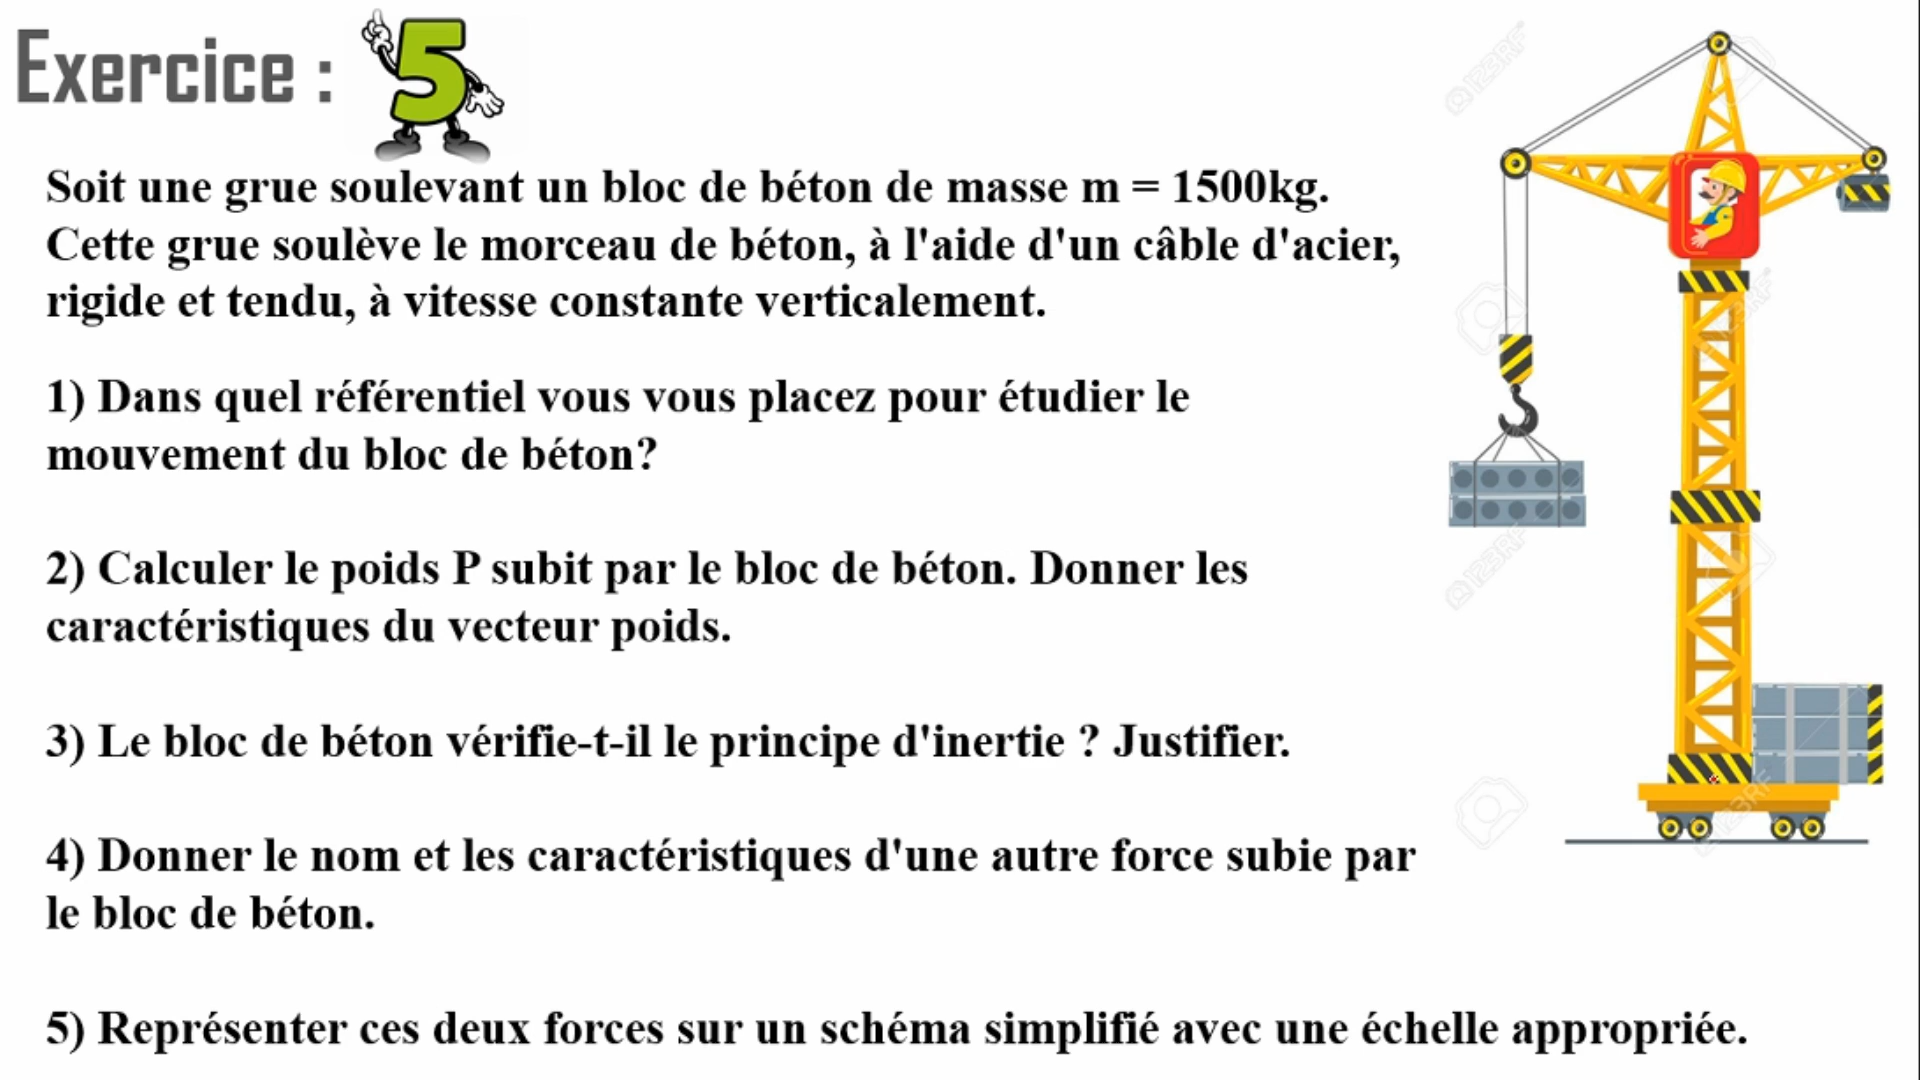 Exercice : 5
Soit une grue soulevant un bloc de béton de masse m = 1500kg.
Cette grue soulève le morceau de béton, à l'aide d'un câble d'acier,
rigide et tendu, à vitesse constante verticalement.
1) Dans quel référentiel vous vous placez pour étudier le
mouvement du bloc de béton?
2) Calculer le poids P subit par le bloc de béton. Donner les
caractéristiques du vecteur poids.
3) Le bloc de béton vérifie-t-il le principe d'inertie ? Justifier.
4) Donner le nom et les caractéristiques d'une autre force subie par
le bloc de béton.
5) Représenter ces deux forces sur un schéma simplifié avec une échelle appropriée.
123RF
123RF
123RF
123RF